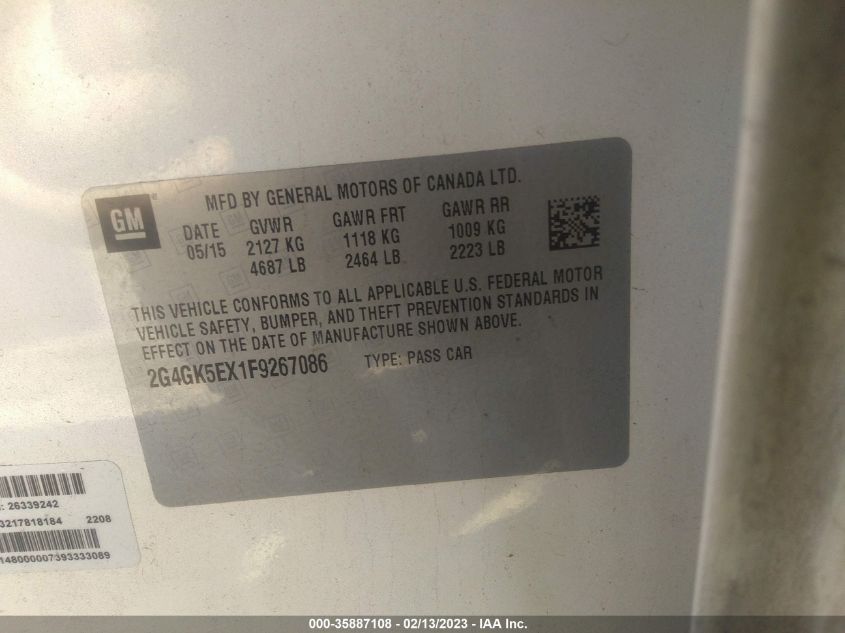 MFD BY GENERAL MOTORS OF CANADA LTD.
GM
DATE GVWR GAWR FRT GAWR RR
05/15 2127 KG 1118 KG 1009 KG
4687 LB 2464 LB 2223 LB
THIS VEHICLE CONFORMS TO ALL APPLICABLE U.S. FEDERAL MOTOR
VEHICLE SAFETY, BUMPER, AND THEFT PREVENTION STANDARDS IN
EFFECT ON THE DATE OF MANUFACTURE SHOWN ABOVE.
2G4GK5EX1F9267086 TYPE: PASS CAR
: 26339242
3217818184 2208
148000007393333089
000-35887108 - 02/13/2023 - IAA Inc.